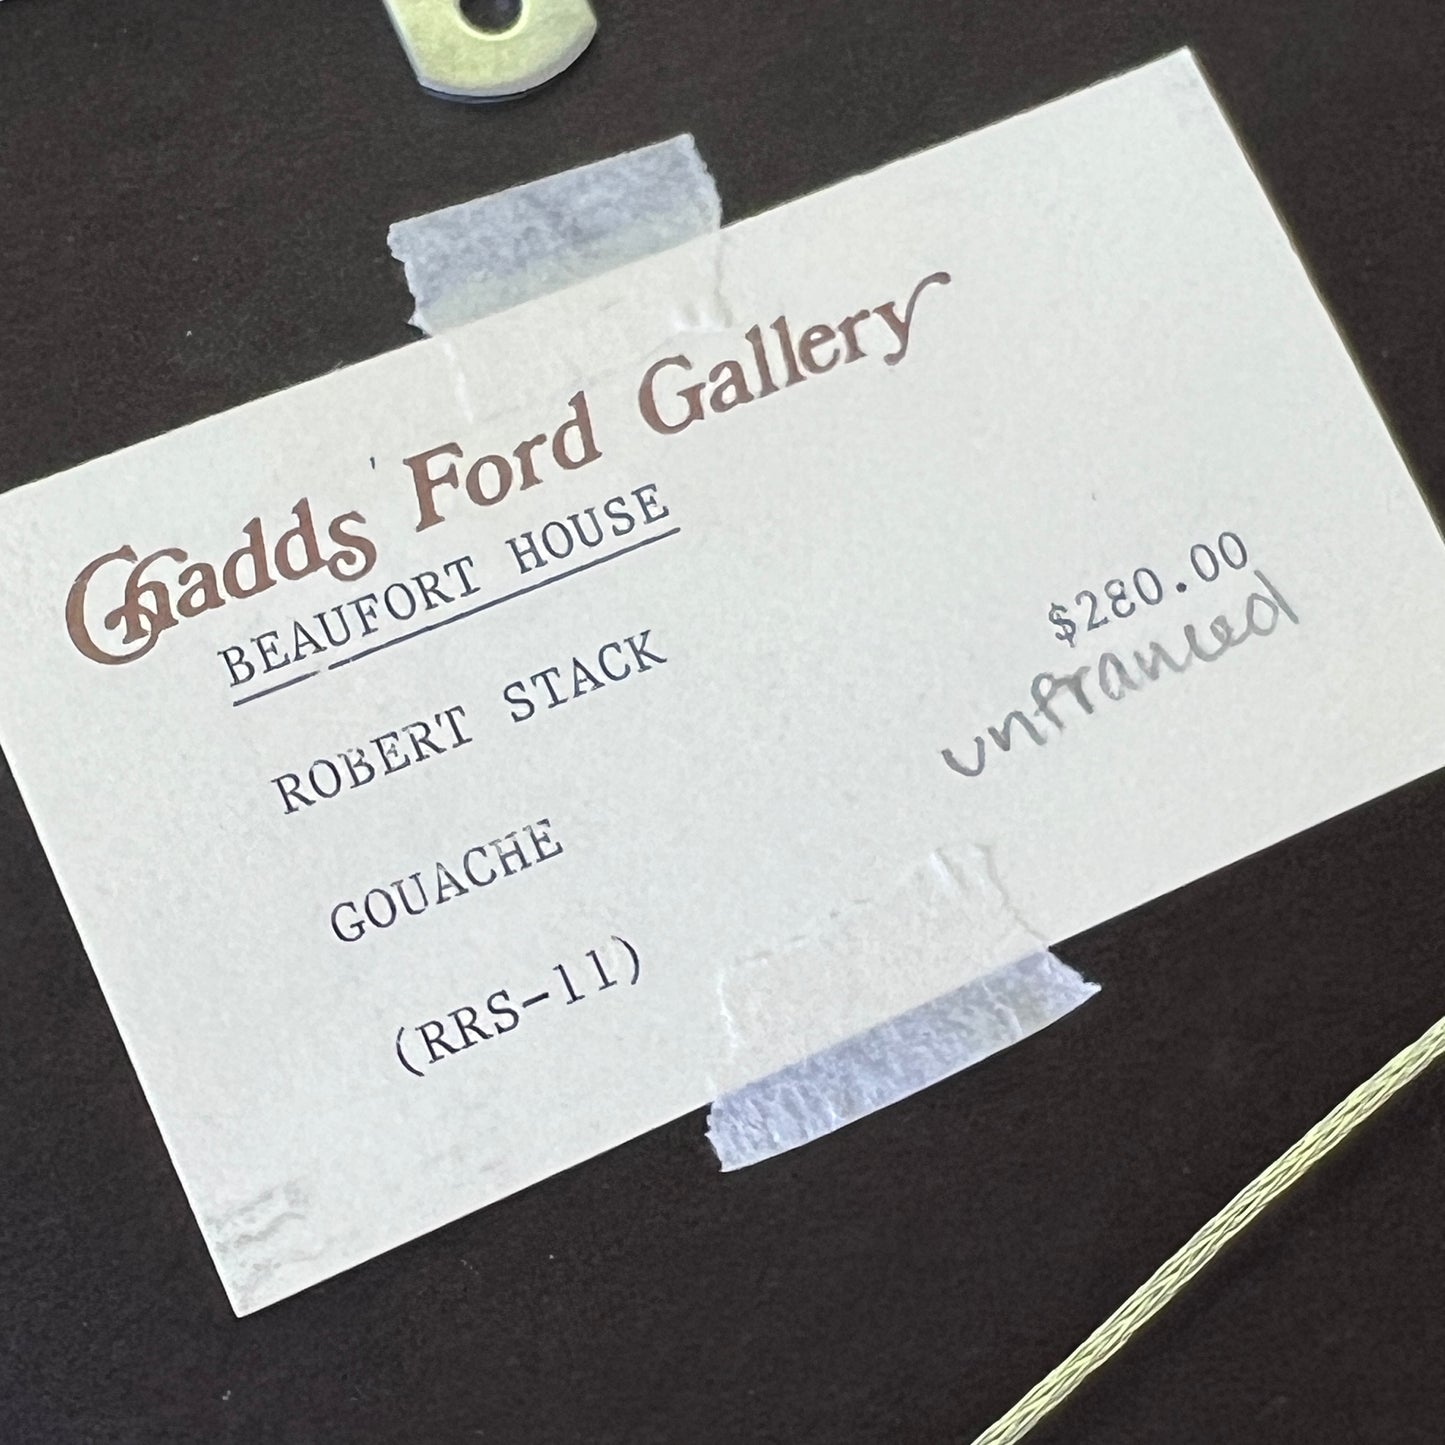 Chadds Ford Gallery
BEAUFORT HOUSE
ROBERT STACK
$280.00
unframed
GOUACHE
(RRS-11)